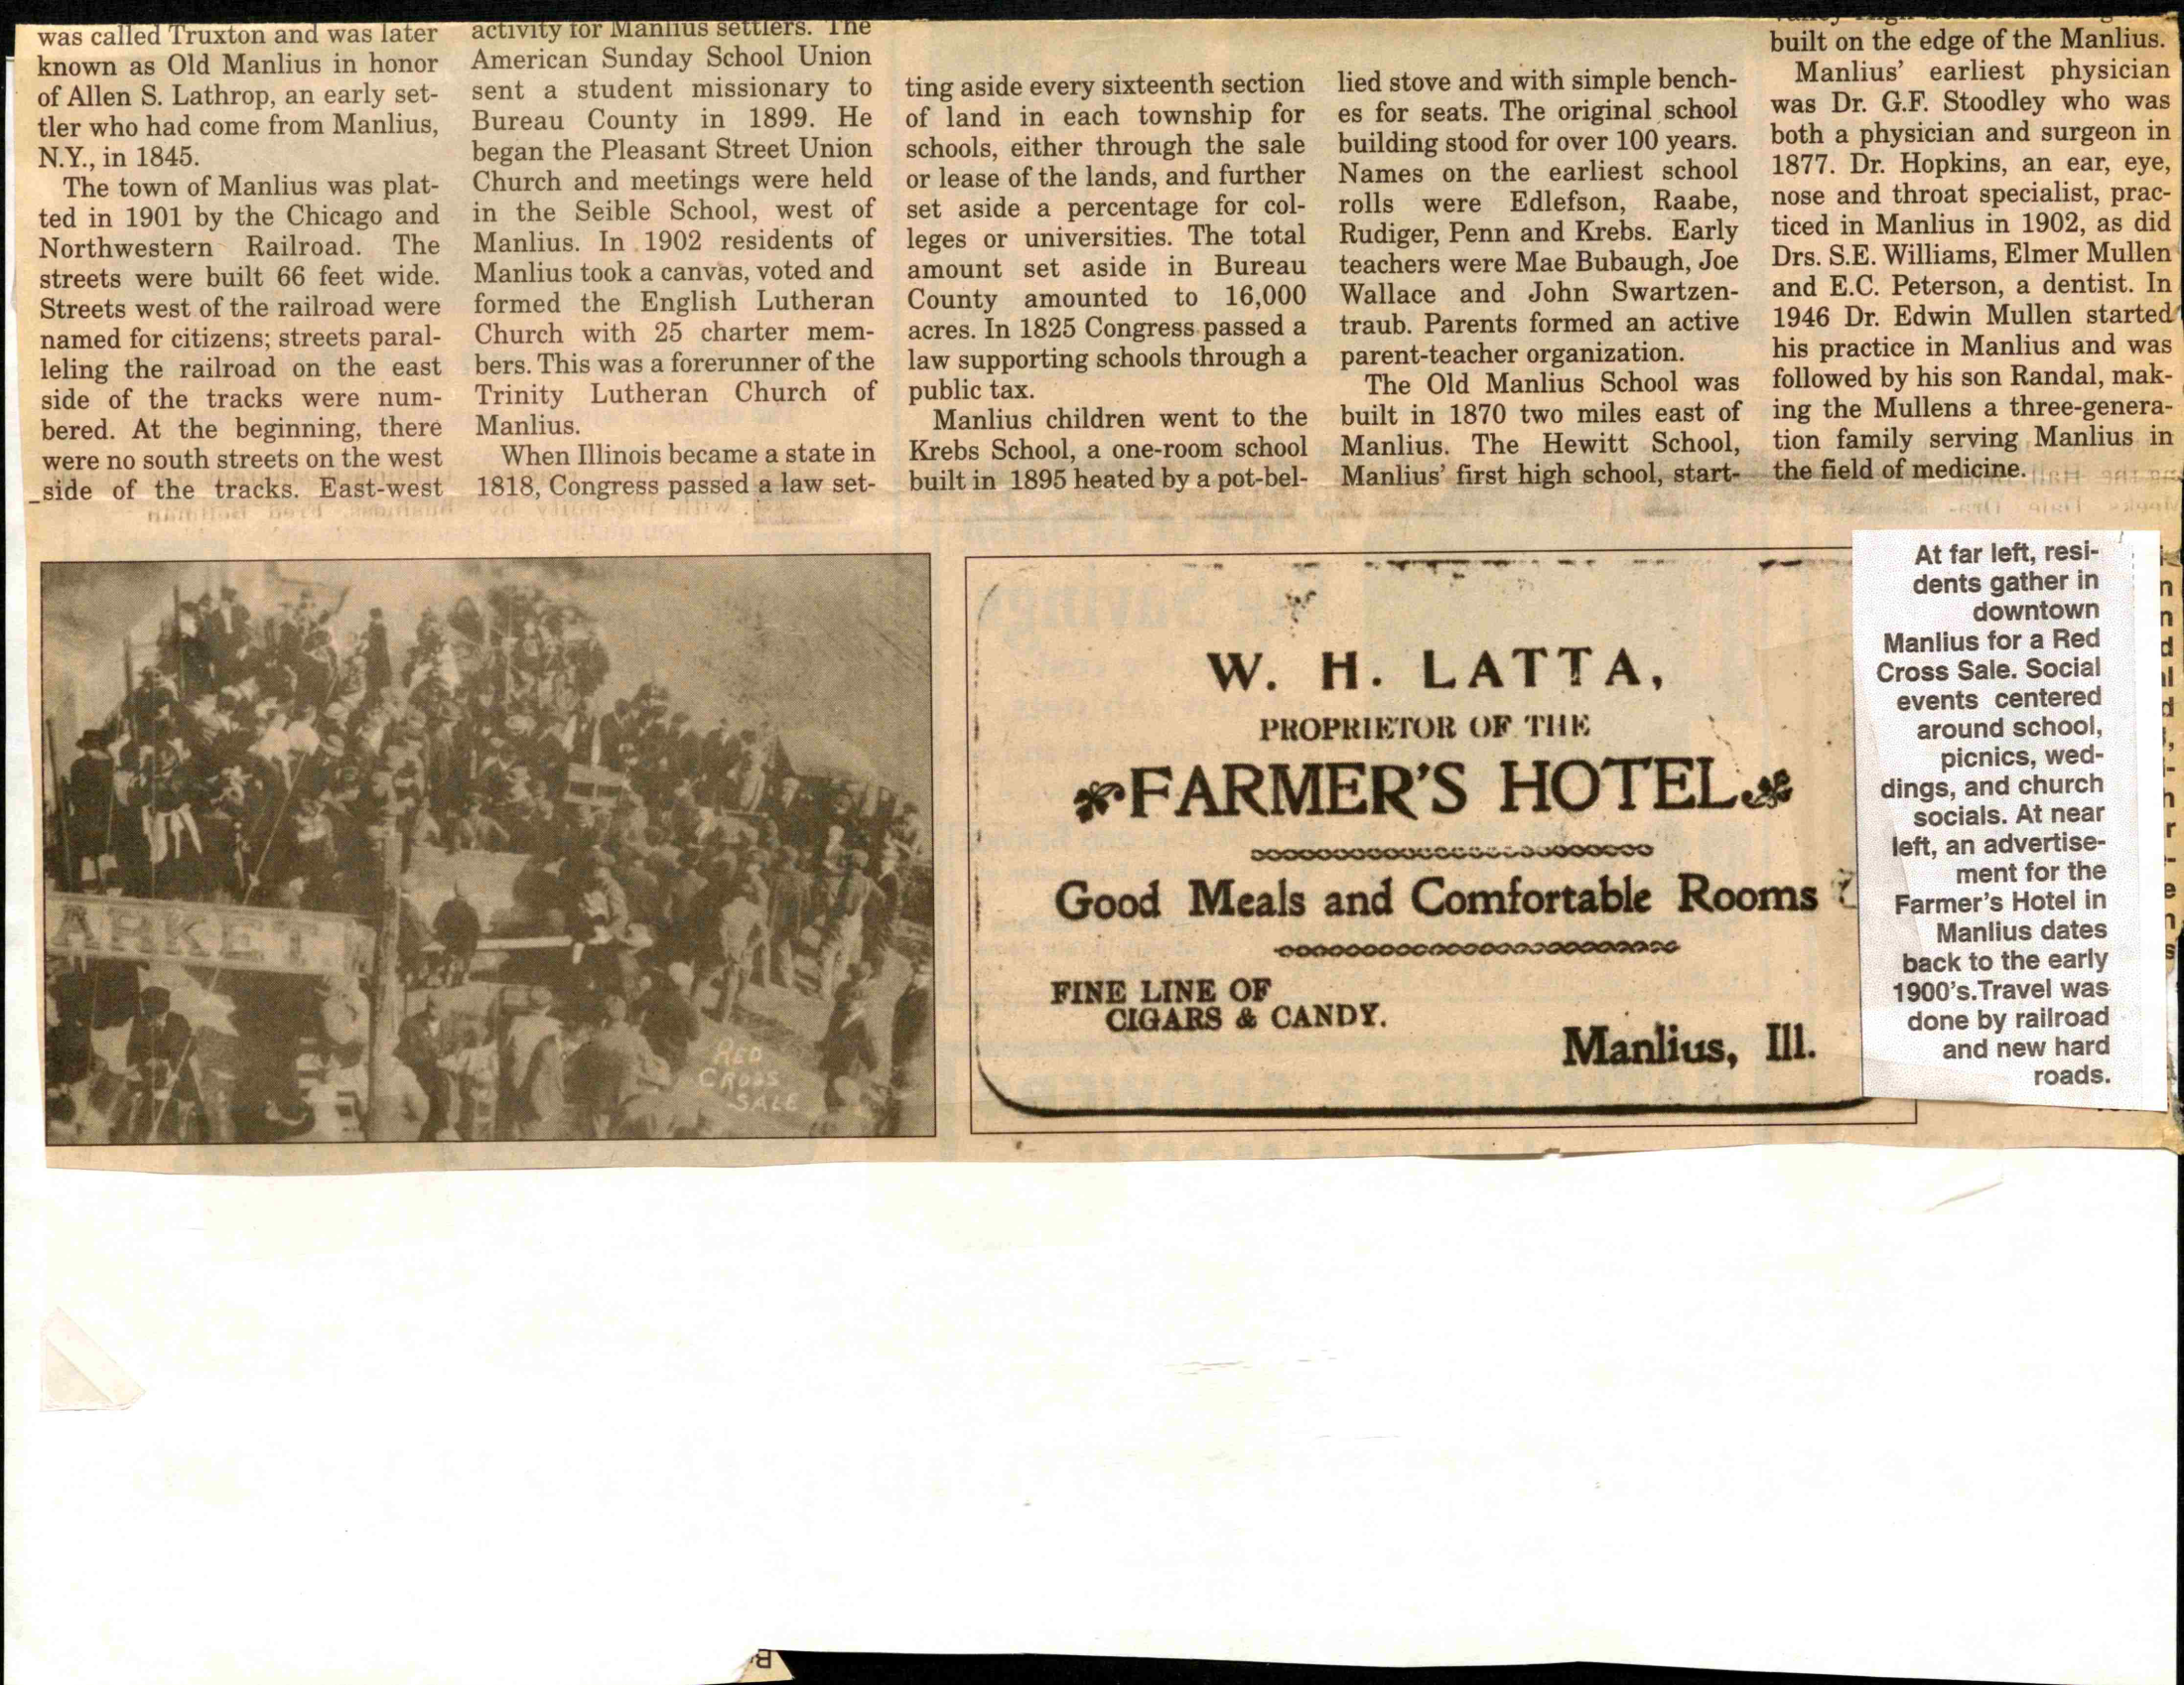 was called Truxton and was later
known as Old Manlius in honor
of Allen S. Lathrop, an early set-
tler who had come from Manlius,
N.Y., in 1845.
The town of Manlius was plat-
ted in 1901 by the Chicago and
Northwestern Railroad. The
streets were built 66 feet wide.
Streets west of the railroad were
named for citizens; streets paral-
leling the railroad on the east
side of the tracks were num-
bered. At the beginning, there
were no south streets on the west
side of the tracks. East-west
activity for Manlius settlers. The
American Sunday School Union
sent a student missionary to
Bureau County in 1899. He
began the Pleasant Street Union
Church and meetings were held
in the Seible School, west of
Manlius. In 1902 residents of
Manlius took a canvas, voted and
formed the English Lutheran
Church with 25 charter mem-
bers. This was a forerunner of the
Trinity Lutheran Church of
Manlius.
When Illinois became a state in
1818, Congress passed a law set-
ting aside every sixteenth section
of land in each township for
schools, either through the sale
or lease of the lands, and further
set aside a percentage for col-
leges or universities. The total
amount set aside in Bureau
County amounted to 16,000
acres. In 1825 Congress passed a
law supporting schools through a
public tax.
Manlius children went to the
Krebs School, a one-room school
built in 1895 heated by a pot-bel-
lied stove and with simple bench-
es for seats. The original school
building stood for over 100 years.
Names on the earliest school
rolls were Edlefson, Raabe,
Rudiger, Penn and Krebs. Early
teachers were Mae Bubaugh, Joe
Wallace and John Swartzen-
traub. Parents formed an active
parent-teacher organization.
The Old Manlius School was
built in 1870 two miles east of
Manlius. The Hewitt School,
Manlius' first high school, start-
built on the edge of the Manlius.
Manlius' earliest physician
was Dr. G.F. Stoodley who was
both a physician and surgeon in
1877. Dr. Hopkins, an ear, eye,
nose and throat specialist, prac-
ticed in Manlius in 1902, as did
Drs. S.E. Williams, Elmer Mullen
and E.C. Peterson, a dentist. In
1946 Dr. Edwin Mullen started
his practice in Manlius and was
followed by his son Randal, mak-
ing the Mullens a three-genera-
tion family serving Manlius in
the field of medicine.
ARKET
RED
CROSS
SALE
W. H. LATTA,
PROPRIETOR OF THE
FARMER'S HOTEL
Good Meals and Comfortable Rooms
FINE LINE OF
CIGARS & CANDY.
Manlius, Ill.
At far left, resi-
dents gather in
downtown
Manlius for a Red
Cross Sale. Social
events centered
around school,
picnics, wed-
dings, and church
socials. At near
left, an advertise-
ment for the
Farmer's Hotel in
Manlius dates
back to the early
1900's.Travel was
done by railroad
and new hard
roads.